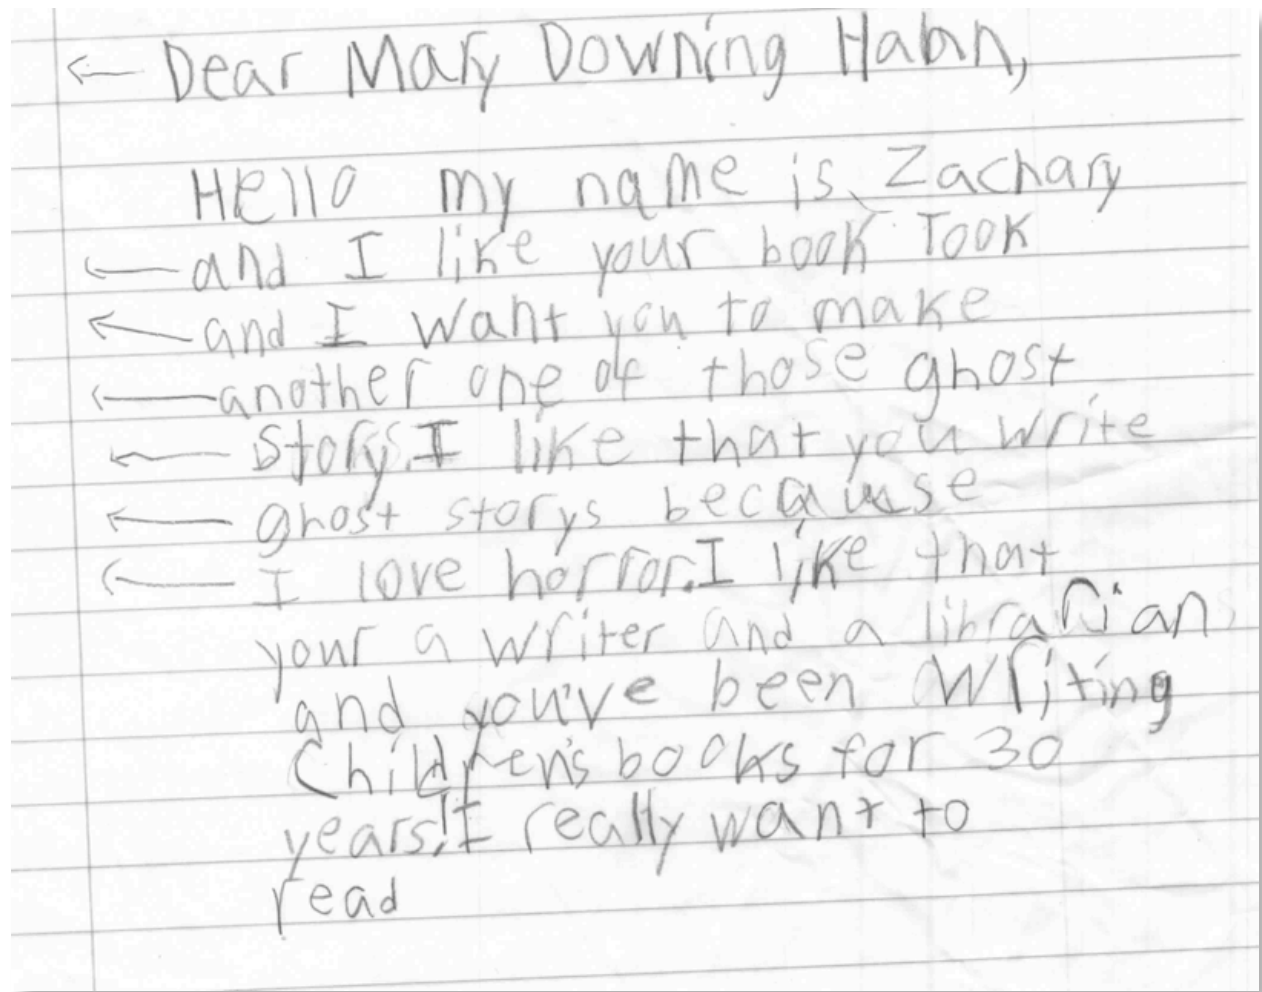 Dear Mary Downing Hahn,
Hello my name is Zachary
and I like your book Took
and I want you to make
another one of those ghost
storys.I like that you write
ghost storys because
I love horror.I like that
your a writer and a librarian
and you've been writing
Children's books for 30
years!I really want to
read